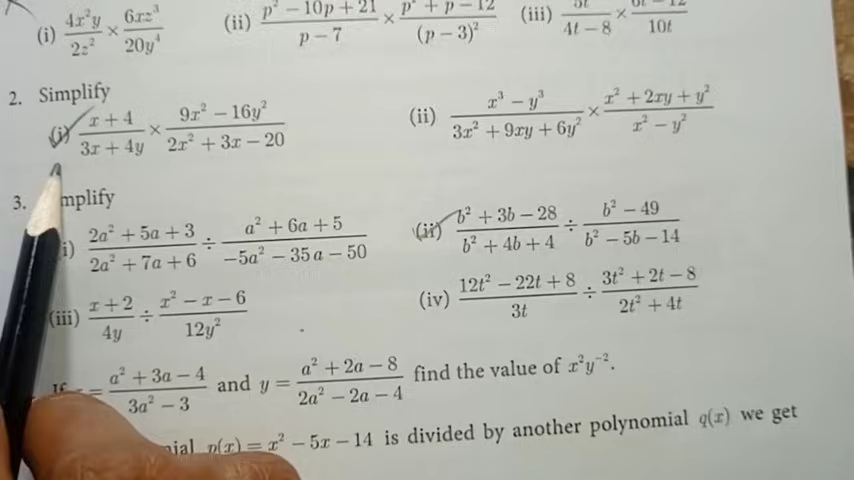 (i) 4x²y/2z² × 6xz³/20y⁴ (ii) p² − 10p + 21/p − 7 × p² + p − 12/(p − 3)² (iii) 5t/4t − 8 × 6t − 12/10t
2. Simplify
(i) x + 4/3x + 4y × 9x² − 16y²/2x² + 3x − 20 (ii) x³ − y³/3x² + 9xy + 6y² × x² + 2xy + y²/x² − y²
3. mplify
i) 2a² + 5a + 3/2a² + 7a + 6 ÷ a² + 6a + 5/−5a² − 35a − 50 (ii) b² + 3b − 28/b² + 4b + 4 ÷ b² − 49/b² − 5b − 14
(iii) x + 2/4y ÷ x² − x − 6/12y² (iv) 12t² − 22t + 8/3t ÷ 3t² + 2t − 8/2t² + 4t
If = a² + 3a − 4/3a² − 3 and y = a² + 2a − 8/2a² − 2a − 4 find the value of x²y⁻².
p(x) = x² − 5x − 14 is divided by another polynomial q(x) we get